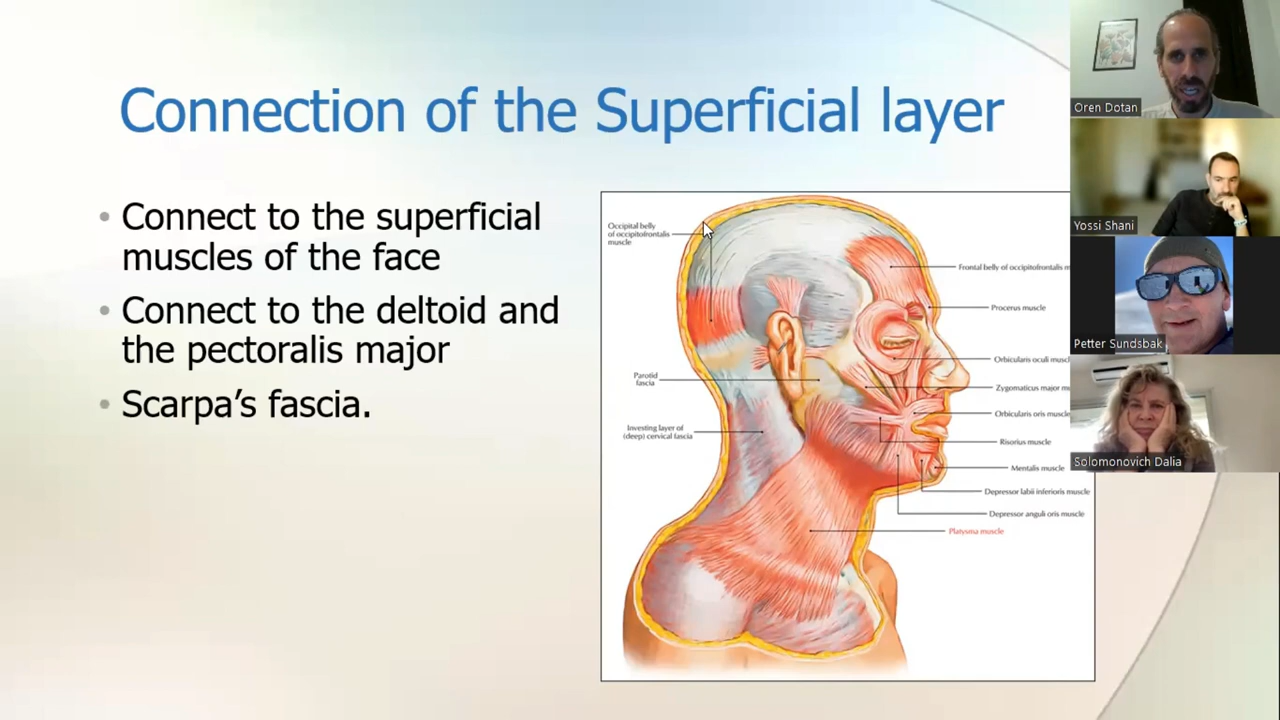 Connection of the Superficial layer
• Connect to the superficial
muscles of the face
• Connect to the deltoid and
the pectoralis major
• Scarpa’s fascia.
Occipital belly
of occipitofrontalis
muscle
Parotid
fascia
Investing layer of
(deep) cervical fascia
Frontal belly of occipitofrontalis m
Procerus muscle
Orbicularis oculi muscl
Zygomaticus major m
Orbicularis oris muscl
Risorius muscle
Mentalis muscle
Depressor labii inferioris muscle
Depressor anguli oris muscle
Platysma muscle
Oren Dotan
Yossi Shani
Petter Sundsbak
Solomonovich Dalia